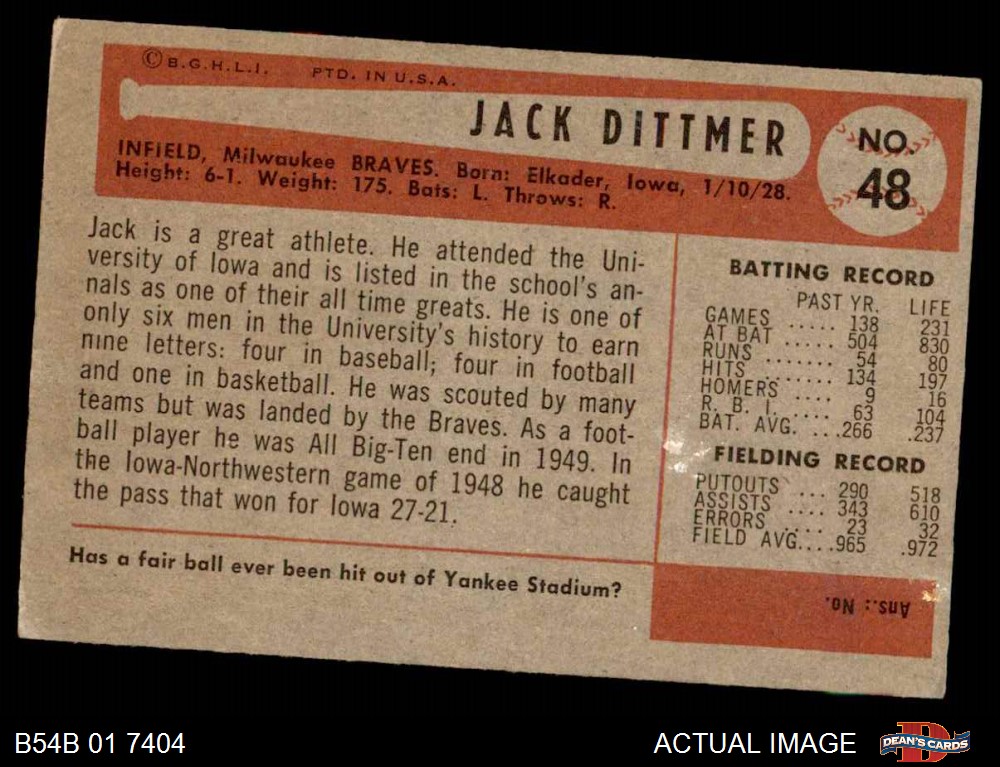 ©B.G.H.L.I. PTD. IN U.S.A.
JACK DITTMER
NO.
48
INFIELD, Milwaukee BRAVES. Born: Elkader, Iowa, 1/10/28.
Height: 6-1. Weight: 175. Bats: L. Throws: R.
Jack is a great athlete. He attended the Uni-
versity of Iowa and is listed in the school's an-
nals as one of their all time greats. He is one of
only six men in the University's history to earn
nine letters: four in baseball; four in football
and one in basketball. He was scouted by many
teams but was landed by the Braves. As a foot-
ball player he was All Big-Ten end in 1949. In
the Iowa-Northwestern game of 1948 he caught
the pass that won for Iowa 27-21.
Has a fair ball ever been hit out of Yankee Stadium?
BATTING RECORD
PAST YR. LIFE
GAMES ..... 138 231
AT BAT ..... 504 830
RUNS ....... 54 80
HITS ....... 134 197
HOMERS ..... 9 16
R. B. I. .... 63 104
BAT. AVG. ....266 .237
FIELDING RECORD
PUTOUTS ... 290 518
ASSISTS .... 343 610
ERRORS .... 23 32
FIELD AVG....965 .972
Ans.: No.
B54B 01 7404
ACTUAL IMAGE
D
DEAN'S CARDS